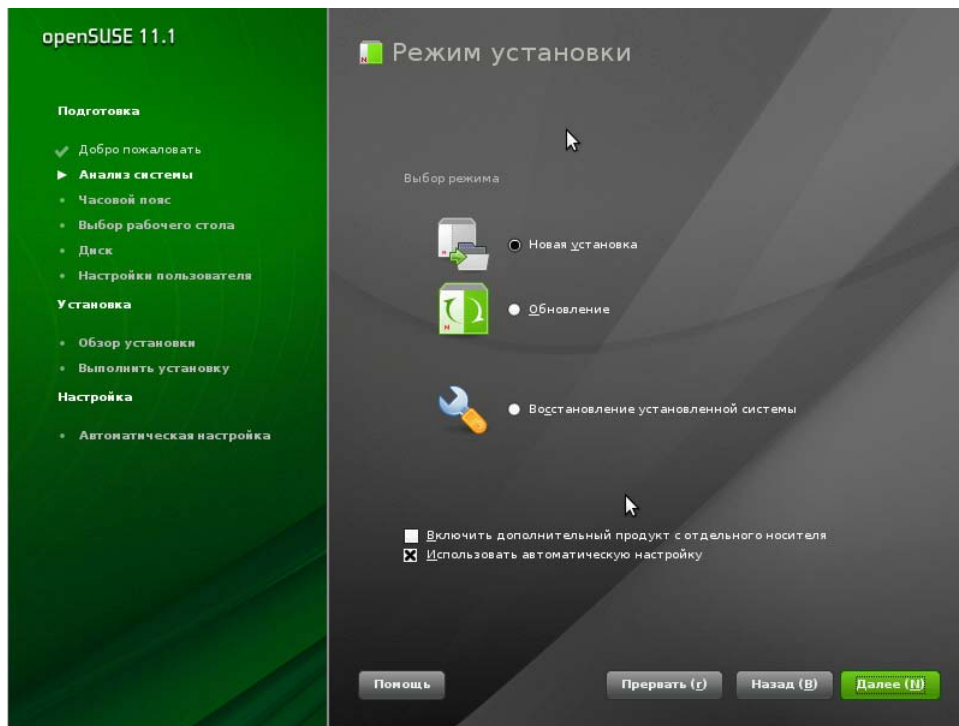 openSUSE 11.1
Подготовка
Добро пожаловать
Анализ системы
Часовой пояс
Выбор рабочего стола
Диск
Настройки пользователя
Установка
Обзор установки
Выполнить установку
Настройка
Автоматическая настройка
Режим установки
Выбор режима
Новая установка
Обновление
Восстановление установленной системы
Включить дополнительный продукт с отдельного носителя
Использовать автоматическую настройку
Помощь
Прервать (r)
Назад (B)
Далее (N)